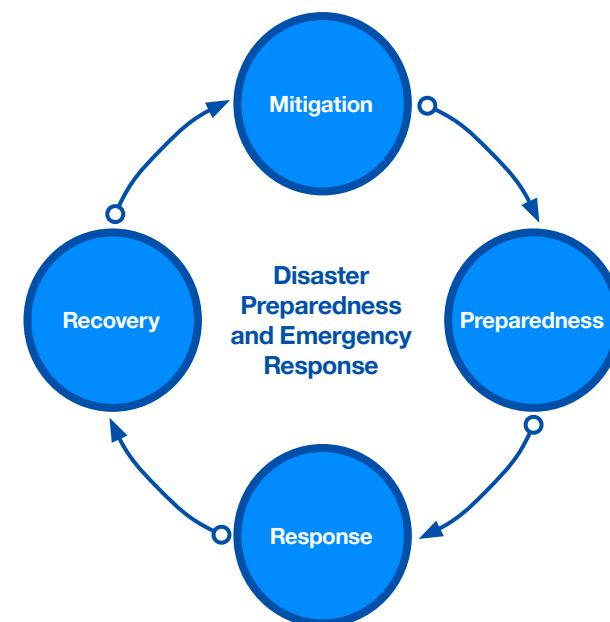 Mitigation
Disaster
Preparedness
and Emergency
Response
Recovery
Preparedness
Response